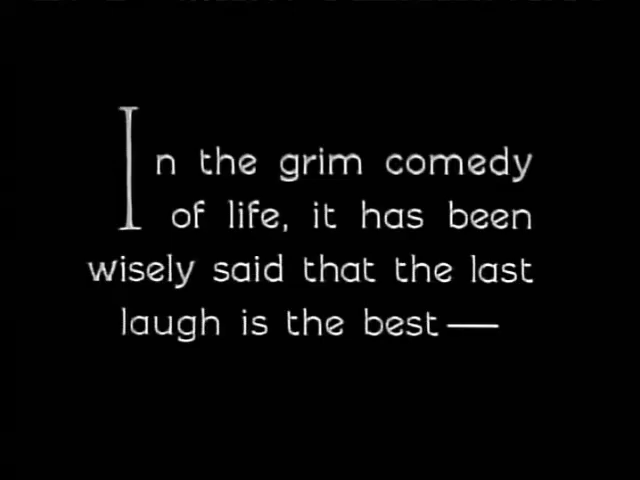 In the grim comedy
of life, it has been
wisely said that the last
laugh is the best—